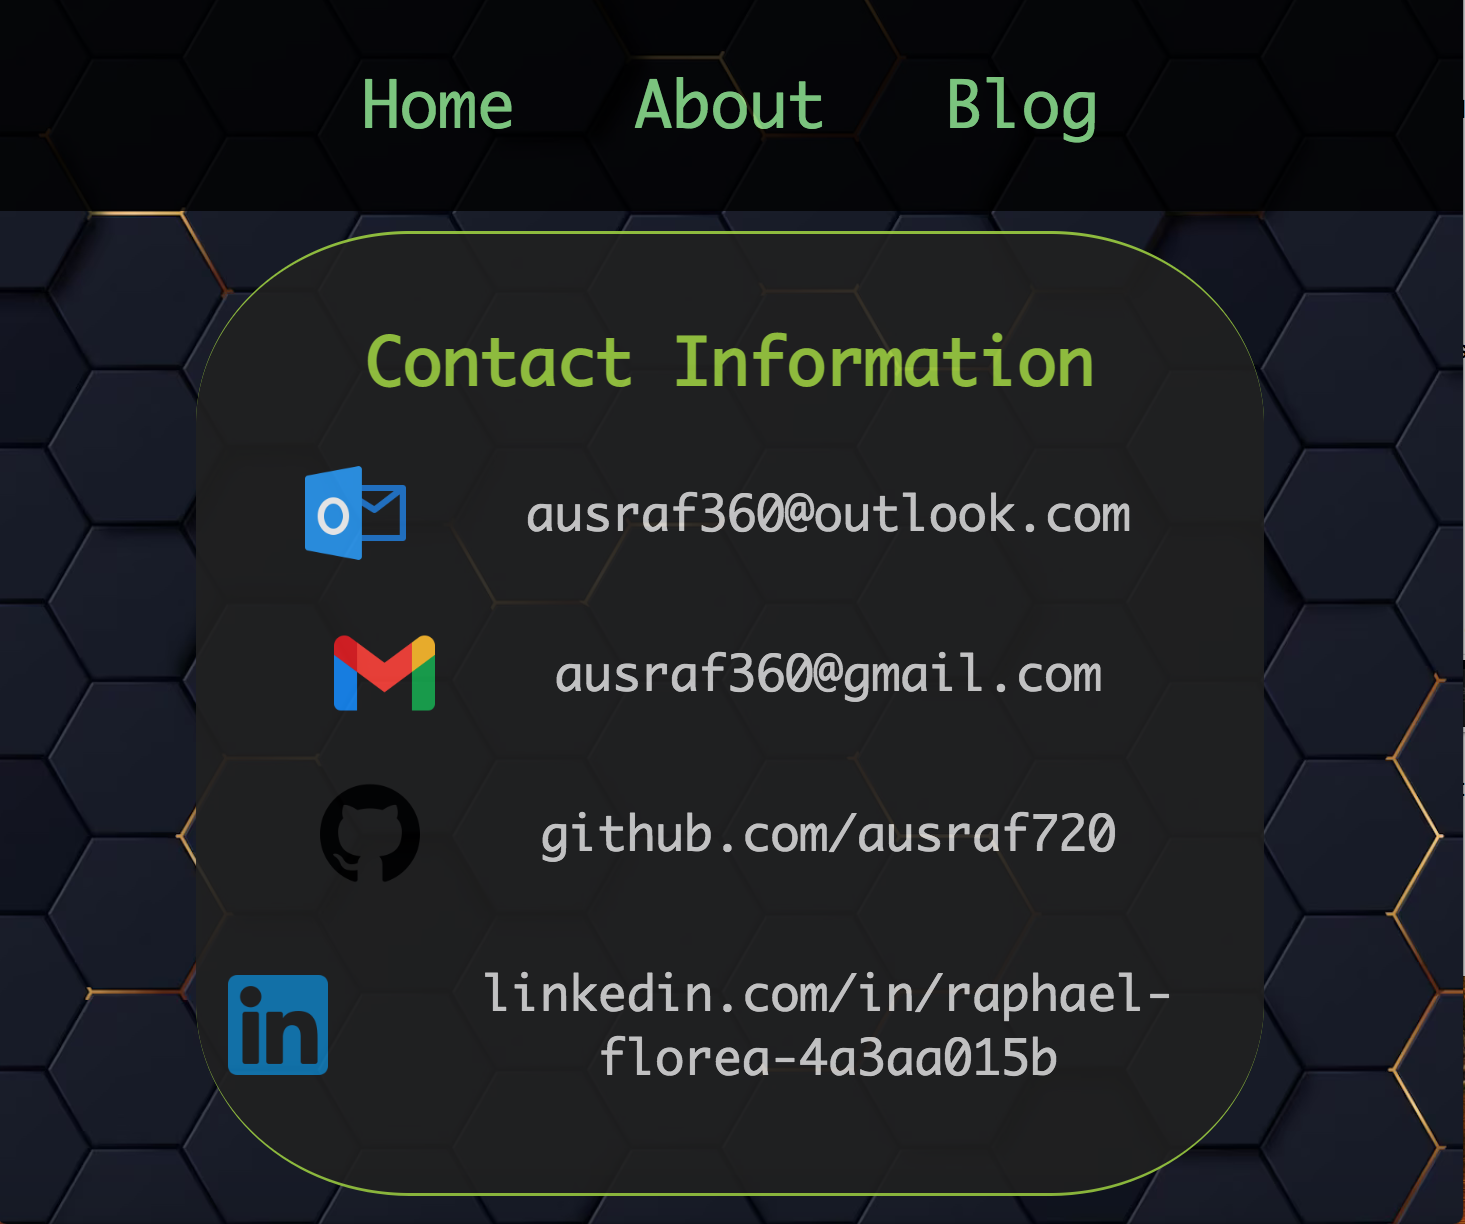 Home About Blog
Contact Information
ausraf360@outlook.com
ausraf360@gmail.com
github.com/ausraf720
in linkedin.com/in/raphael-
florea-4a3aa015b